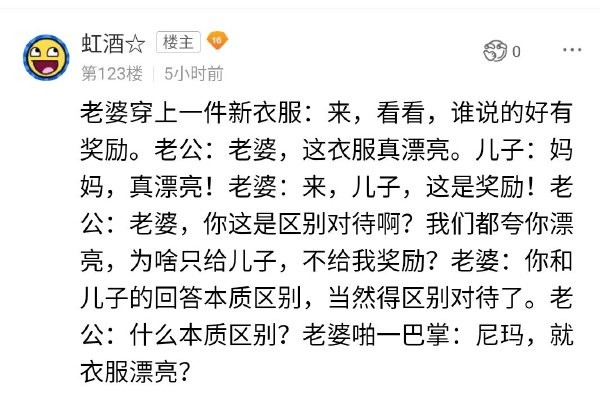 虹酒☆ 楼主 16 0 ...
第123楼 | 5小时前
老婆穿上一件新衣服：来，看看，谁说的好有
奖励。老公：老婆，这衣服真漂亮。儿子：妈
妈，真漂亮！老婆：来，儿子，这是奖励！老
公：老婆，你这是区别对待啊？我们都夸你漂
亮，为啥只给儿子，不给我奖励？老婆：你和
儿子的回答本质区别，当然得区别对待了。老
公：什么本质区别？老婆啪一巴掌：尼玛，就
衣服漂亮？